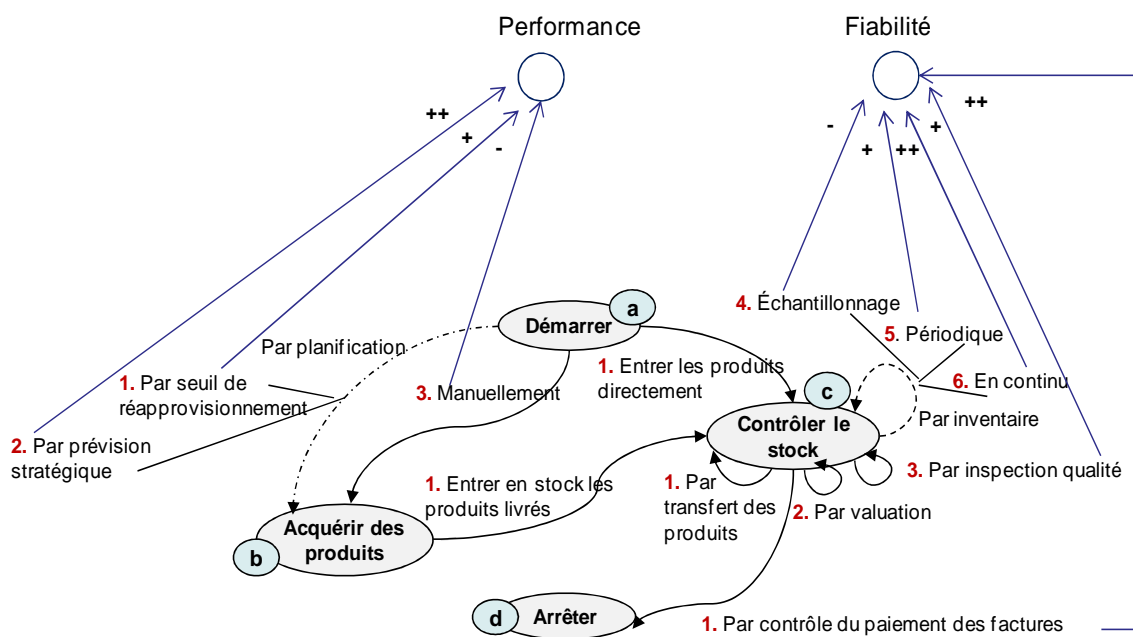 Performance
Fiabilité
++
+
-
-
+
++
+
++
4. Échantillonnage
a
Démarrer
5. Périodique
Par planification
1. Entrer les produits
directement
1. Par seuil de
réapprovisionnement
3. Manuellement
6. En continu
c
Contrôler le
stock
Par inventaire
2. Par prévision
stratégique
3. Par inspection qualité
1. Entrer en stock les
produits livrés
1. Par
transfert des
produits
2. Par valuation
Acquérir des
produits
b
d
Arrêter
1. Par contrôle du paiement des factures